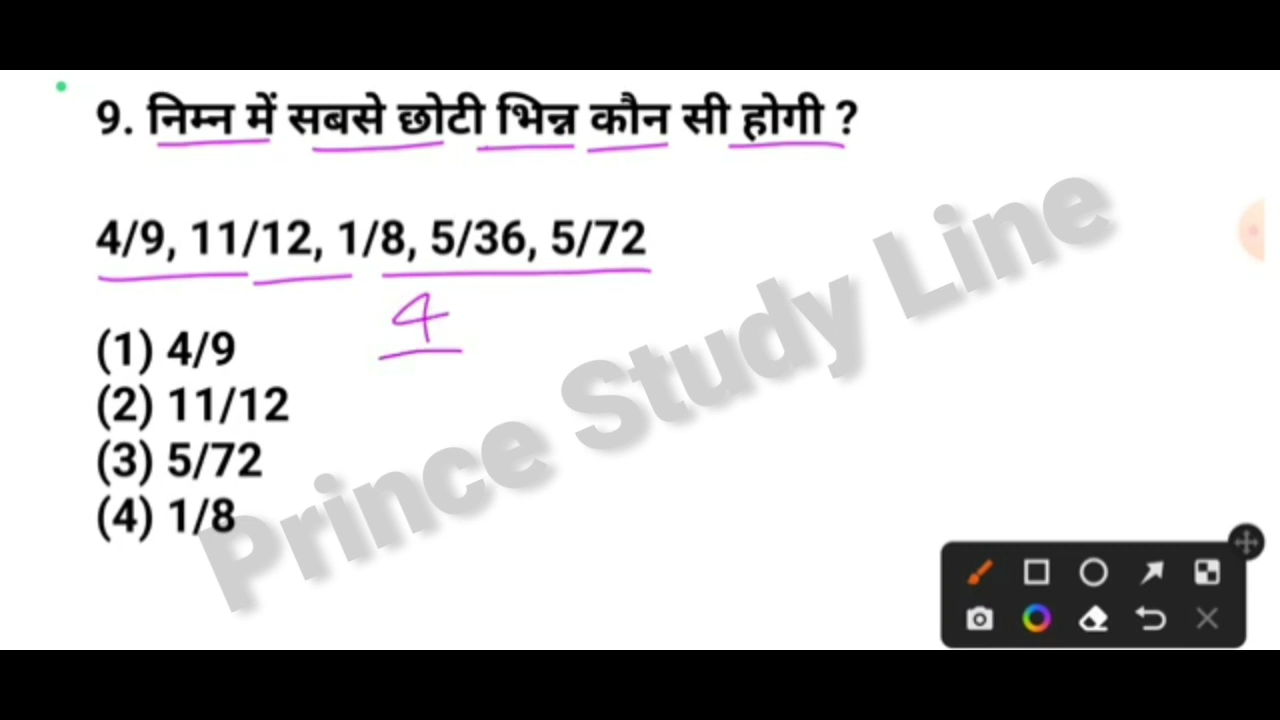 9. निम्न में सबसे छोटी भिन्न कौन सी होगी ?
4/9, 11/12, 1/8, 5/36, 5/72
4
(1) 4/9
(2) 11/12
(3) 5/72
(4) 1/8
Prince Study Line